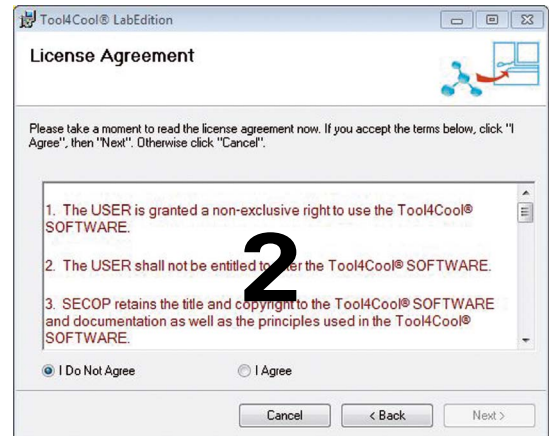 Tool4Cool® LabEdition
License Agreement
Please take a moment to read the license agreement now. If you accept the terms below, click "I
Agree", then "Next". Otherwise click "Cancel".
1. The USER is granted a non-exclusive right to use the Tool4Cool®
SOFTWARE.
2. The USER shall not be entitled to alter the Tool4Cool® SOFTWARE.
2
3. SECOP retains the title and copyright to the Tool4Cool® SOFTWARE
and documentation as well as the principles used in the Tool4Cool®
SOFTWARE.
I Do Not Agree
I Agree
Cancel
< Back
Next >